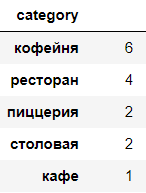 category
кофейня 6
ресторан 4
пиццерия 2
столовая 2
кафе 1